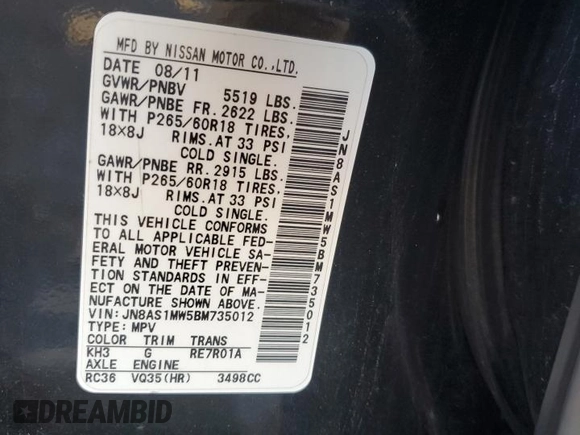 MFD BY NISSAN MOTOR CO.,LTD.
DATE 08/11
GVWR/PNBV 5519 LBS.
GAWR/PNBE FR. 2622 LBS.
WITH P265/60R18 TIRES,
18×8J RIMS.AT 33 PSI
COLD SINGLE.
GAWR/PNBE RR. 2915 LBS.
WITH P265/60R18 TIRES,
18×8J RIMS.AT 33 PSI
COLD SINGLE.
THIS VEHICLE CONFORMS
TO ALL APPLICABLE FED-
ERAL MOTOR VEHICLE SA-
FETY AND THEFT PREVEN-
TION STANDARDS IN EFF-
ECT ON THE DATE OF MA-
NUFACTURE SHOWN ABOVE.
VIN:JN8AS1MW5BM735012
TYPE:MPV
COLOR TRIM TRANS
KH3 G RE7R01A
AXLE ENGINE
RC36 VQ35(HR) 3498CC
JN8AS1MW5BM735012
DREAMBID